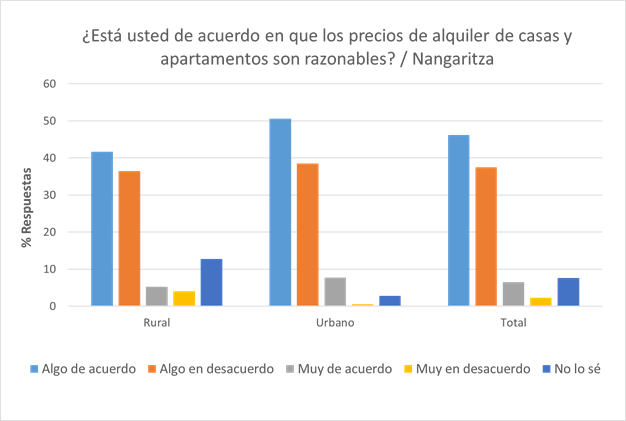 ¿Está usted de acuerdo en que los precios de alquiler de casas y
apartamentos son razonables? / Nangaritza
60
50
40
30
20
10
0
% Respuestas
Rural Urbano Total
Algo de acuerdo Algo en desacuerdo Muy de acuerdo Muy en desacuerdo No lo sé